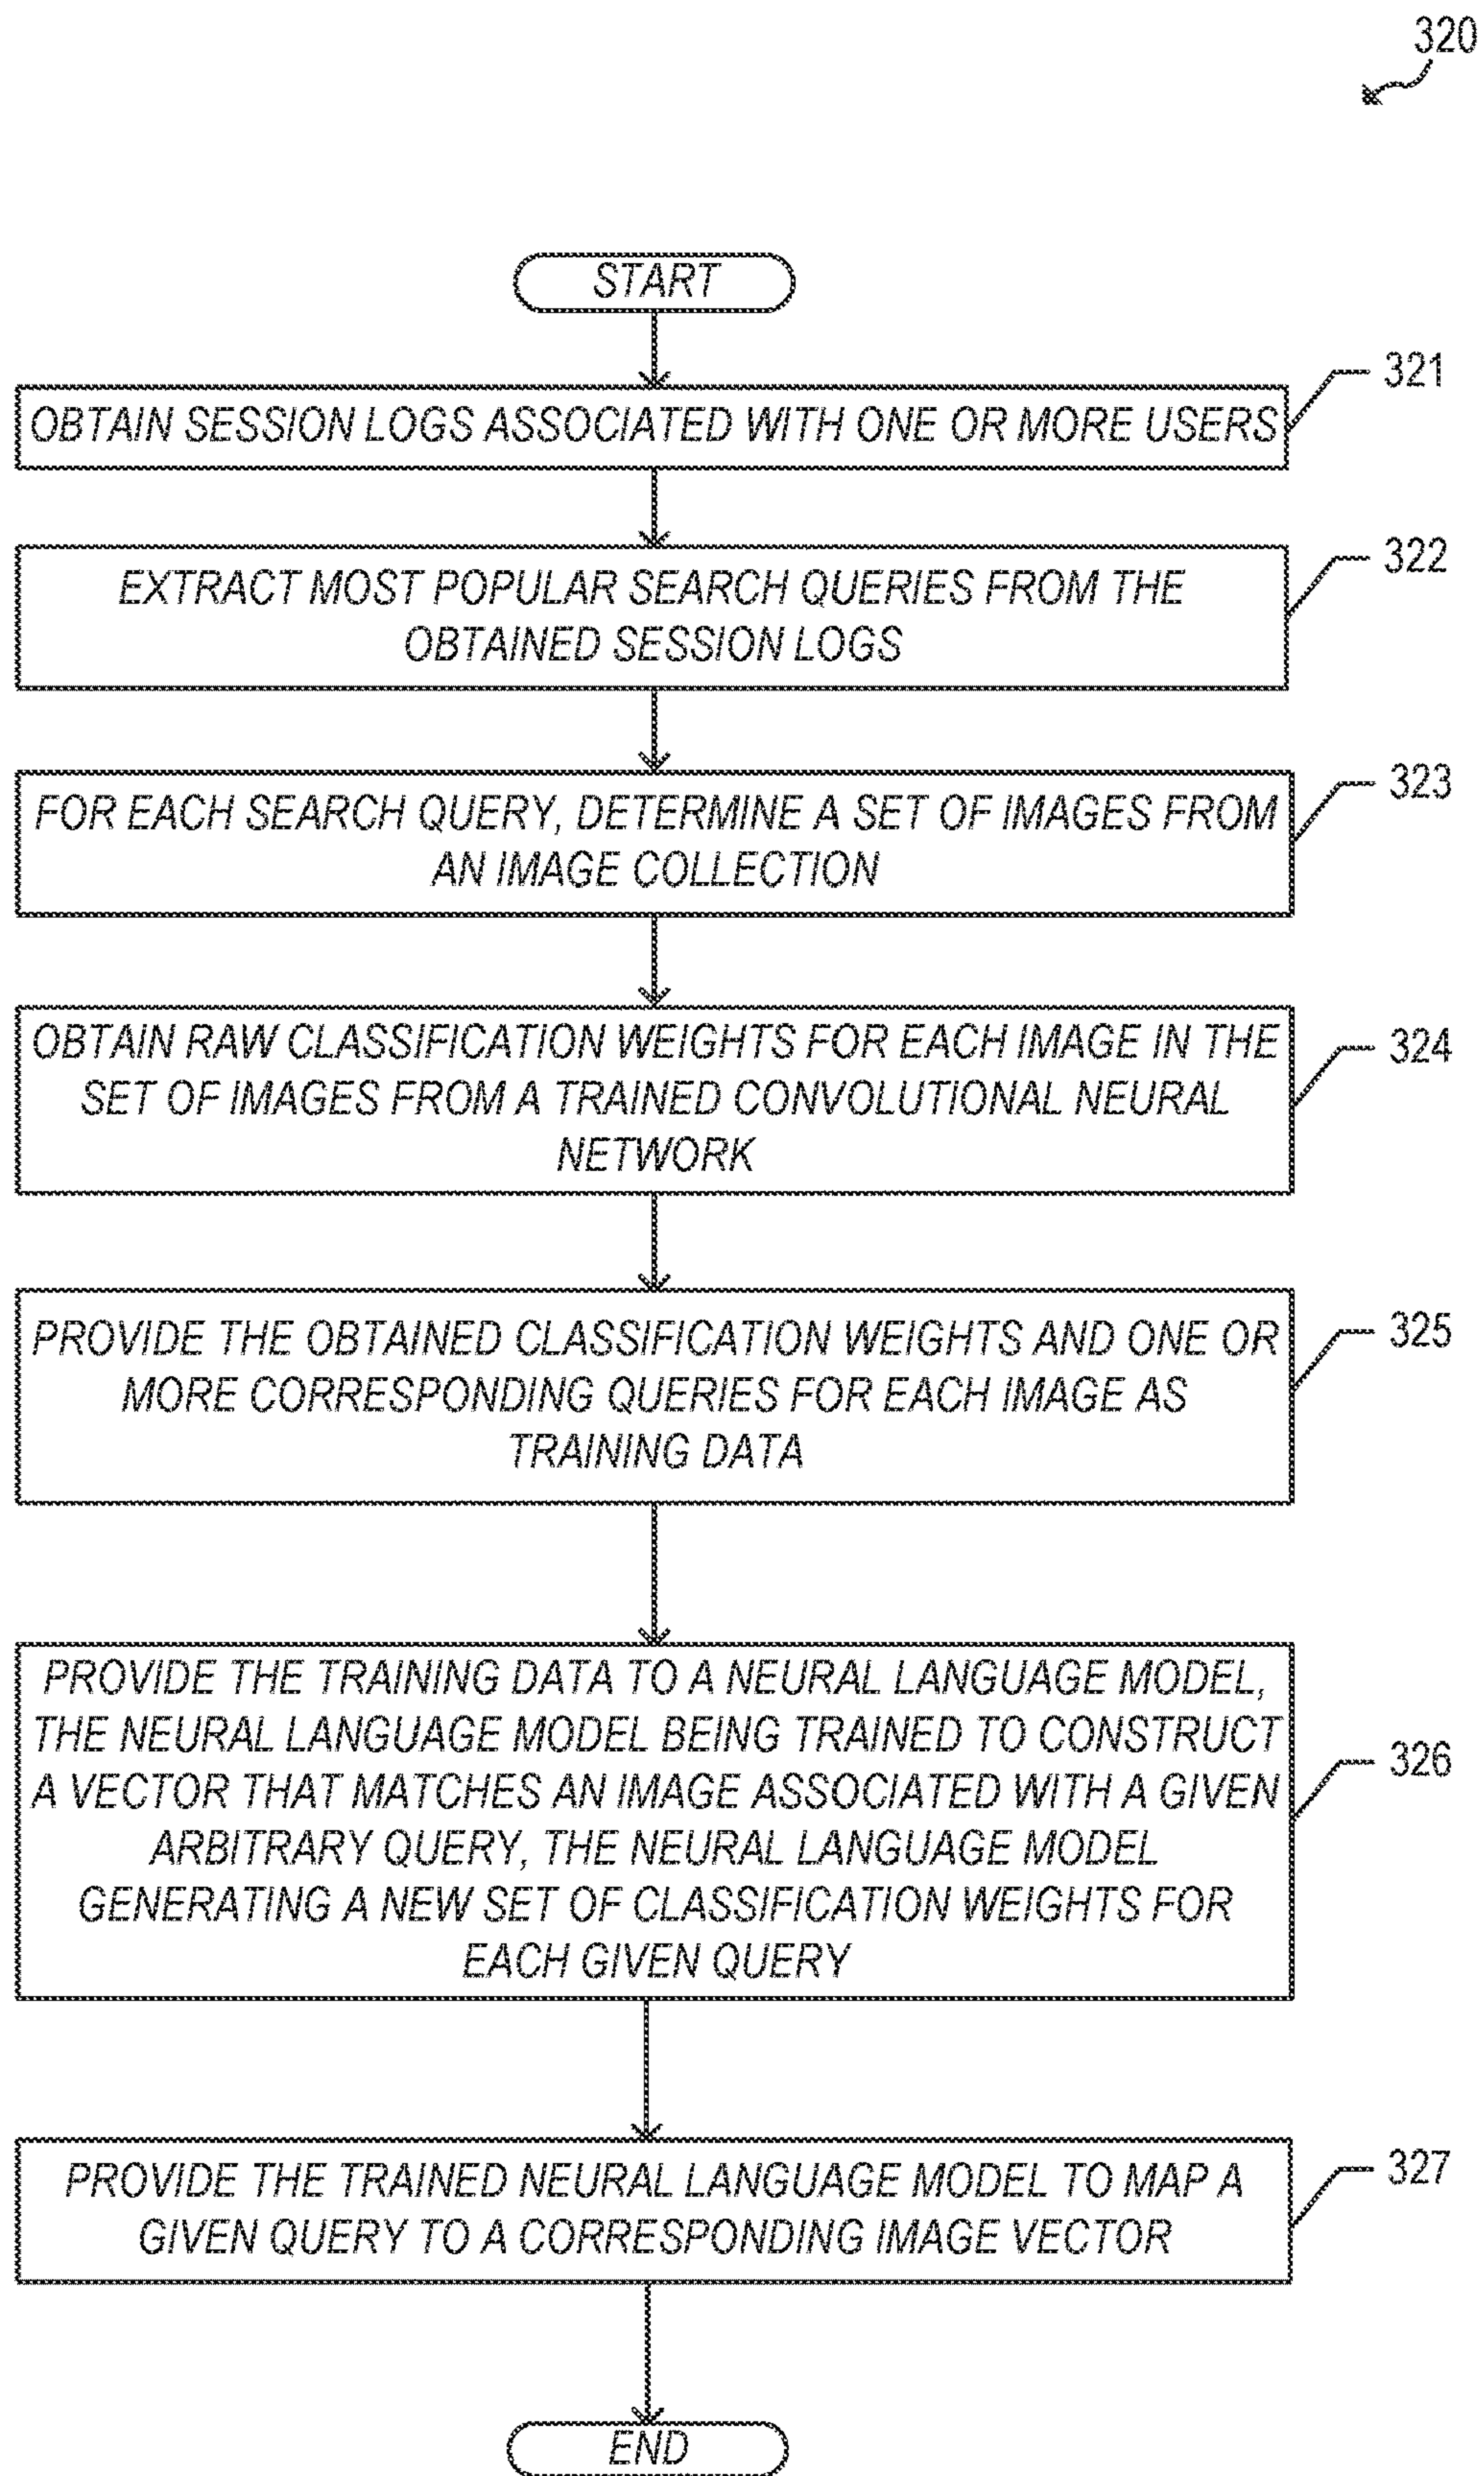 320
START
321
OBTAIN SESSION LOGS ASSOCIATED WITH ONE OR MORE USERS
322
EXTRACT MOST POPULAR SEARCH QUERIES FROM THE
OBTAINED SESSION LOGS
323
FOR EACH SEARCH QUERY, DETERMINE A SET OF IMAGES FROM
AN IMAGE COLLECTION
324
OBTAIN RAW CLASSIFICATION WEIGHTS FOR EACH IMAGE IN THE
SET OF IMAGES FROM A TRAINED CONVOLUTIONAL NEURAL
NETWORK
325
PROVIDE THE OBTAINED CLASSIFICATION WEIGHTS AND ONE OR
MORE CORRESPONDING QUERIES FOR EACH IMAGE AS
TRAINING DATA
326
PROVIDE THE TRAINING DATA TO A NEURAL LANGUAGE MODEL,
THE NEURAL LANGUAGE MODEL BEING TRAINED TO CONSTRUCT
A VECTOR THAT MATCHES AN IMAGE ASSOCIATED WITH A GIVEN
ARBITRARY QUERY, THE NEURAL LANGUAGE MODEL
GENERATING A NEW SET OF CLASSIFICATION WEIGHTS FOR
EACH GIVEN QUERY
327
PROVIDE THE TRAINED NEURAL LANGUAGE MODEL TO MAP A
GIVEN QUERY TO A CORRESPONDING IMAGE VECTOR
END